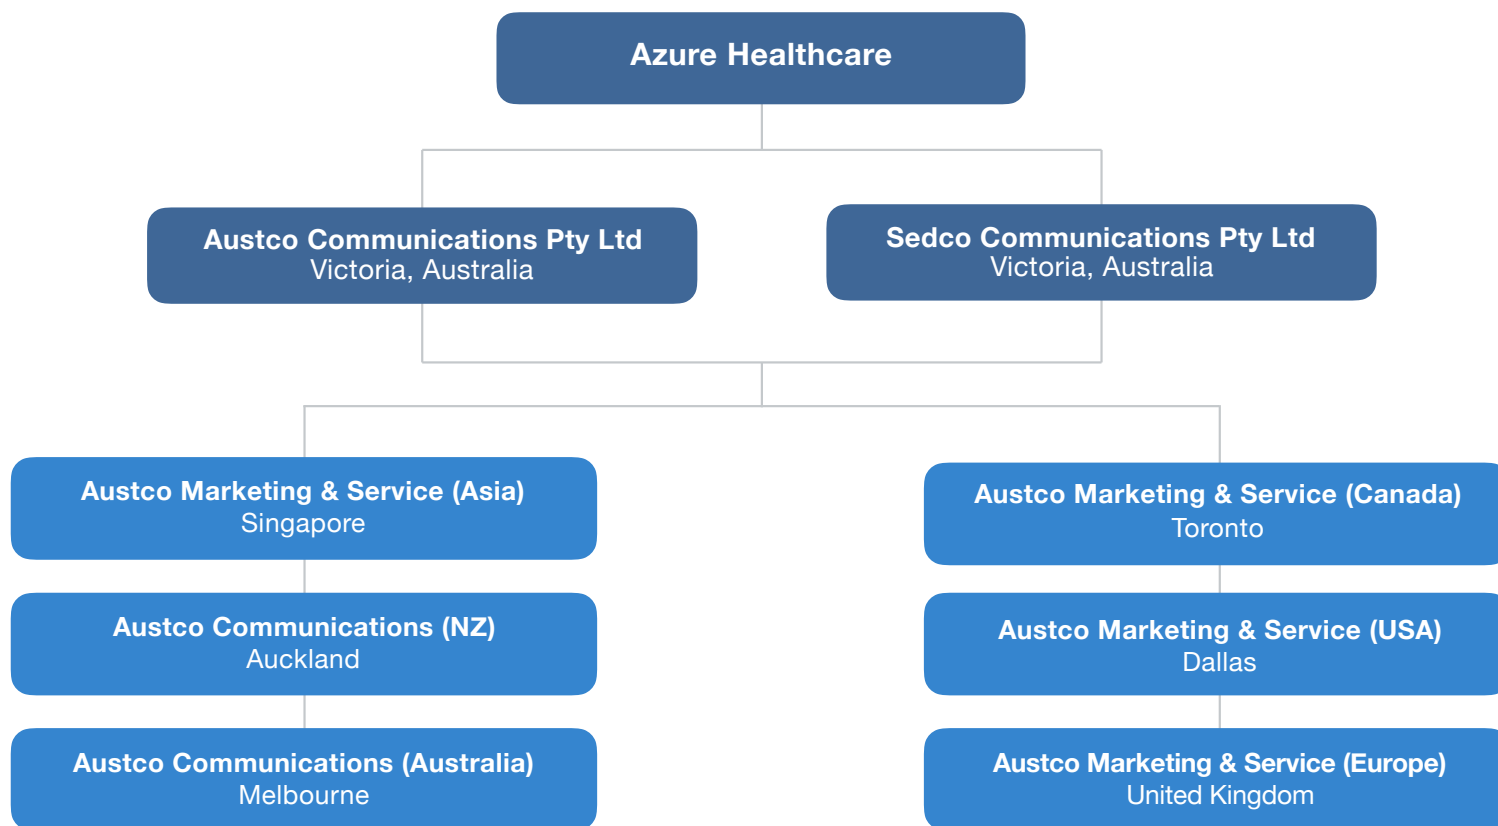 Azure Healthcare
Austco Communications Pty Ltd
Victoria, Australia
Sedco Communications Pty Ltd
Victoria, Australia
Austco Marketing & Service (Asia)
Singapore
Austco Communications (NZ)
Auckland
Austco Communications (Australia)
Melbourne
Austco Marketing & Service (Canada)
Toronto
Austco Marketing & Service (USA)
Dallas
Austco Marketing & Service (Europe)
United Kingdom